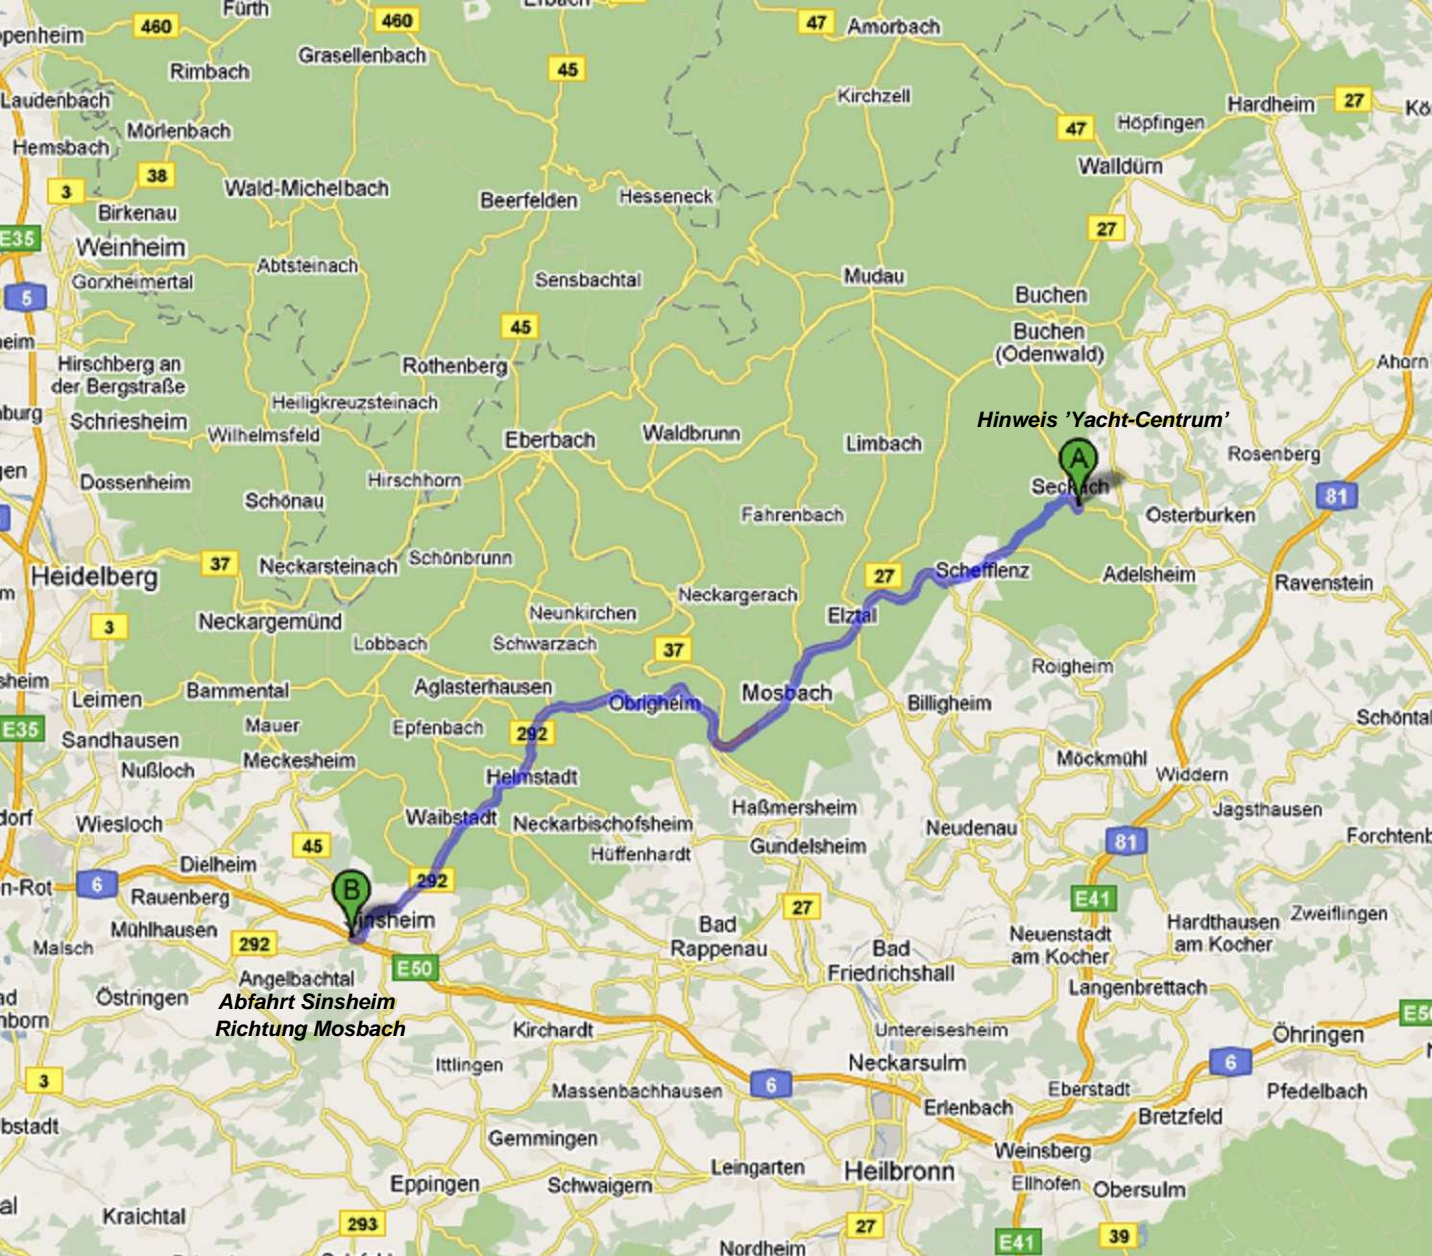 Fürth
460
460
47
Amorbach
Grasellenbach
45
Rimbach
Kirchzell
Laudenbach
Hardheim
27
Mörlenbach
47
Höpfingen
Hemsbach
Walldürn
38
3
Wald-Michelbach
Beerfelden
Hesseneck
Birkenau
27
E35
Weinheim
Abtsteinach
Gorxheimertal
Sensbachtal
Mudau
5
Buchen
45
Buchen
(Odenwald)
Hirschberg an
der Bergstraße
Rothenberg
Ahorn
Heiligkreuzsteinach
Schriesheim
Hinweis 'Yacht-Centrum'
Wilhelmsfeld
Eberbach
Waldbrunn
Limbach
Rosenberg
A
Dossenheim
Hirschhorn
Seckach
81
Schönau
Fahrenbach
Osterburken
37
Neckarsteinach
Schönbrunn
Heidelberg
27
Schefflenz
Adelsheim
Ravenstein
Neckargerach
Neunkirchen
Elztal
3
Neckargemünd
Lobbach
Schwarzach
37
Roigheim
Leimen
Bammental
Aglasterhausen
Obrigheim
Mosbach
Billigheim
E35
Mauer
Epfenbach
292
Sandhausen
Meckesheim
Möckmühl
Nußloch
Helmstadt
Widdern
Wiesloch
Waibstadt
Neckarbischofsheim
Haßmersheim
Jagsthausen
Neudenau
45
Hüffenhardt
Gundelsheim
81
Dielheim
6
292
B
Rauenberg
27
E41
Sinsheim
Mühlhausen
292
Malsch
Bad
Rappenau
Hardthausen
am Kocher
Zweiflingen
Neuenstadt
am Kocher
Bad
Friedrichshall
E50
Angelbachtal
Östringen
Abfahrt Sinsheim
Richtung Mosbach
Langenbrettach
Kirchardt
Untereisesheim
Öhringen
Ittlingen
Neckarsulm
6
3
Massenbachhausen
6
Eberstadt
Pfedelbach
Erlenbach
Bretzfeld
Gemmingen
Weinsberg
Leingarten
Heilbronn
Eppingen
Schwaigern
Ellhofen
Obersulm
Kraichtal
293
27
39
Nordheim
E41